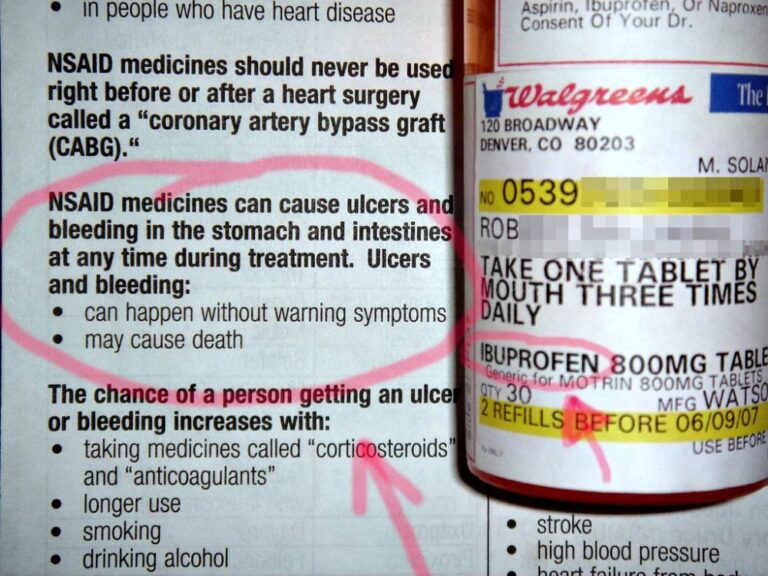 • in people who have heart disease
NSAID medicines should never be used
right before or after a heart surgery
called a “coronary artery bypass graft
(CABG).“
NSAID medicines can cause ulcers and
bleeding in the stomach and intestines
at any time during treatment. Ulcers
and bleeding:
• can happen without warning symptoms
• may cause death
The chance of a person getting an ulcer
or bleeding increases with:
• taking medicines called “corticosteroids”
and “anticoagulants”
• longer use
• smoking
• drinking alcohol
Aspirin, Ibuprofen, Or Naproxen
Consent Of Your Dr.
Walgreens
The
120 BROADWAY
DENVER, CO 80203
M. SOLA
NO 0539
ROB
TAKE ONE TABLET BY
MOUTH THREE TIMES
DAILY
IBUPROFEN 800MG TABLE
Generic for MOTRIN 800MG TABLETS
QTY 30
MFG WATSO
2 REFILLS BEFORE 06/09/07
USE BEFORE
• stroke
• high blood pressure
heart failure from